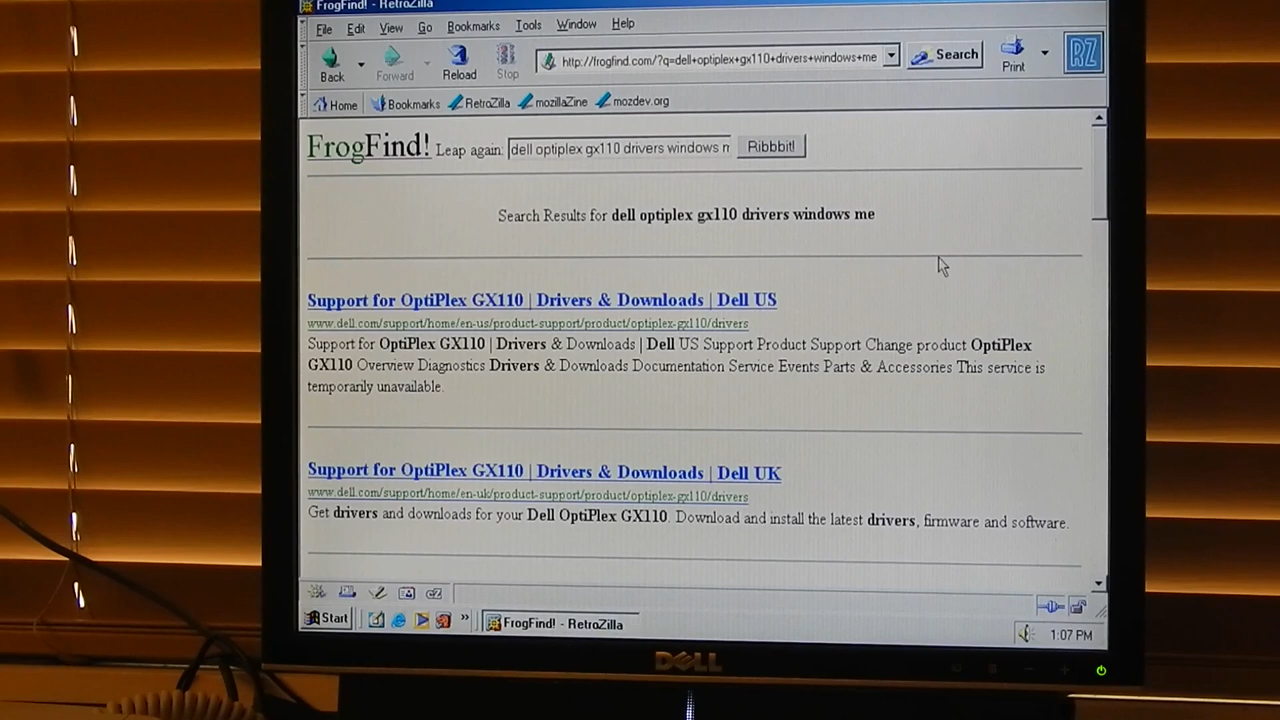 FrogFind! - RetroZilla
File Edit View Go Bookmarks Tools Window Help
Back Forward Reload Stop http://frogfind.com/?q=dell+optiplex+gx110+drivers+windows+me Search Print RZ
Home Bookmarks RetroZilla mozillaZine mozdev.org
FrogFind! Leap again: dell optiplex gx110 drivers windows m Ribbbit!
Search Results for dell optiplex gx110 drivers windows me
Support for OptiPlex GX110 | Drivers & Downloads | Dell US
www.dell.com/support/home/en-us/product-support/product/optiplex-gx110/drivers
Support for OptiPlex GX110 | Drivers & Downloads | Dell US Support Product Support Change product OptiPlex
GX110 Overview Diagnostics Drivers & Downloads Documentation Service Events Parts & Accessories This service is
temporarily unavailable.
Support for OptiPlex GX110 | Drivers & Downloads | Dell UK
www.dell.com/support/home/en-uk/product-support/product/optiplex-gx110/drivers
Get drivers and downloads for your Dell OptiPlex GX110. Download and install the latest drivers, firmware and software.
Start » FrogFind! - RetroZilla 1:07 PM
DELL